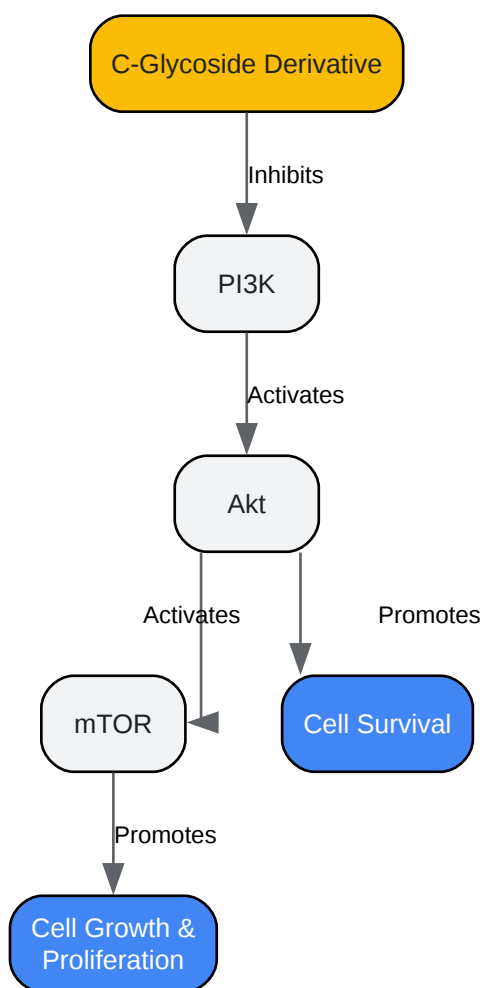 C-Glycoside Derivative
Inhibits
PI3K
Activates
Akt
Activates
Promotes
mTOR
Cell Survival
Promotes
Cell Growth &
Proliferation